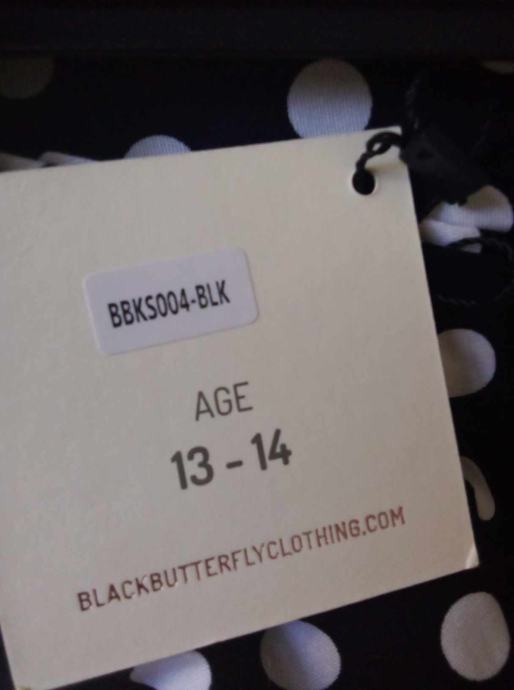 BBKS004-BLK
AGE
13 - 14
BLACKBUTTERFLYCLOTHING.COM